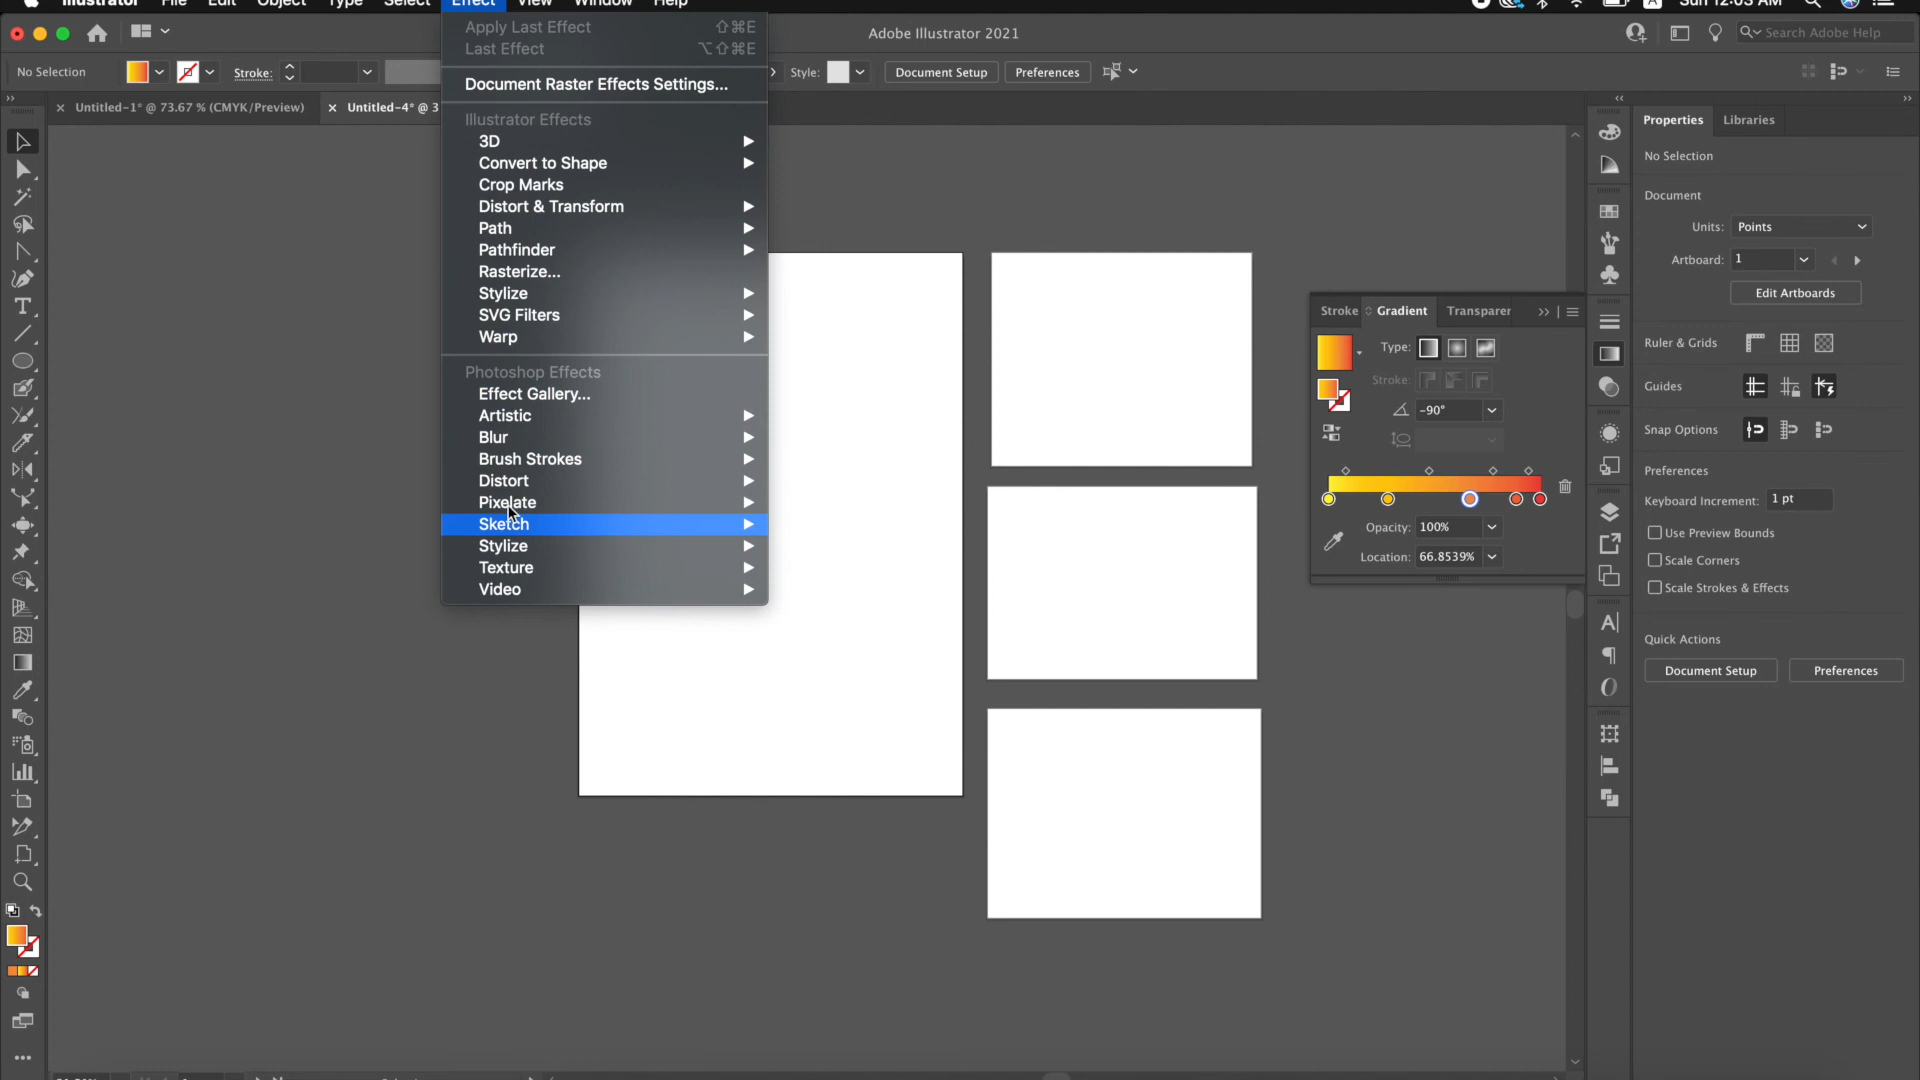 Illustrator File Edit Object Type Select Effect View Window Help Sun 12:03 AM
Adobe Illustrator 2021
Search Adobe Help
No Selection
Stroke:
Style:
Document Setup
Preferences
Untitled-1* @ 73.67 % (CMYK/Preview)
Untitled-4* @ 3
Apply Last Effect ⇧⌘E
Last Effect ⌥⇧⌘E
Document Raster Effects Settings...
Illustrator Effects
3D
Convert to Shape
Crop Marks
Distort & Transform
Path
Pathfinder
Rasterize...
Stylize
SVG Filters
Warp
Photoshop Effects
Effect Gallery...
Artistic
Blur
Brush Strokes
Distort
Pixelate
Sketch
Stylize
Texture
Video
Stroke
Gradient
Transparer
Type:
Stroke:
-90°
Opacity: 100%
Location: 66.8539%
Properties
Libraries
No Selection
Document
Units: Points
Artboard: 1
Edit Artboards
Ruler & Grids
Guides
Snap Options
Preferences
Keyboard Increment: 1 pt
Use Preview Bounds
Scale Corners
Scale Strokes & Effects
Quick Actions
Document Setup
Preferences